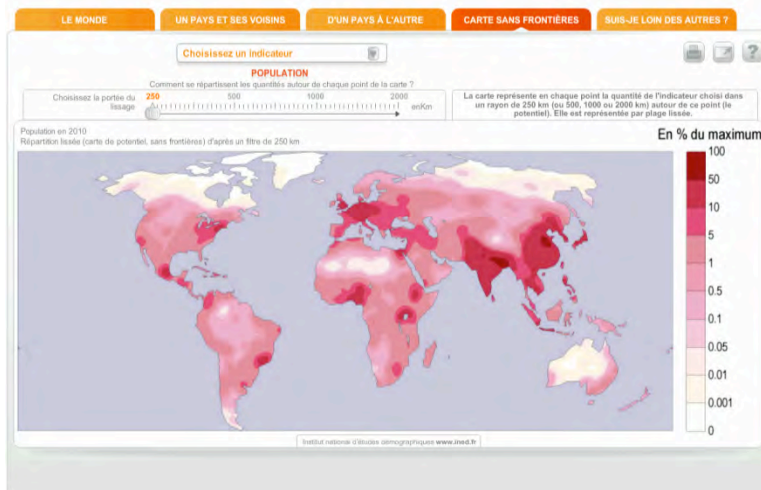 LE MONDE
UN PAYS ET SES VOISINS
D'UN PAYS À L'AUTRE
CARTE SANS FRONTIÈRES
SUIS-JE LOIN DES AUTRES ?
Choisissez un indicateur
?
POPULATION
Comment se répartissent les quantités autour de chaque point de la carte ?
Choisissez la portée du
lissage
250
500
1000
2000
enKm
La carte représente en chaque point la quantité de l'indicateur choisi dans
un rayon de 250 km (ou 500, 1000 ou 2000 km) autour de ce point (le
potentiel). Elle est représentée par plage lissée.
Population en 2010
Répartition lissée (carte de potentiel, sans frontières) d'après un filtre de 250 km
En % du maximum
100
50
10
5
1
0.5
0.1
0.05
0.01
0.001
0
Institut national d'études démographiques www.ined.fr